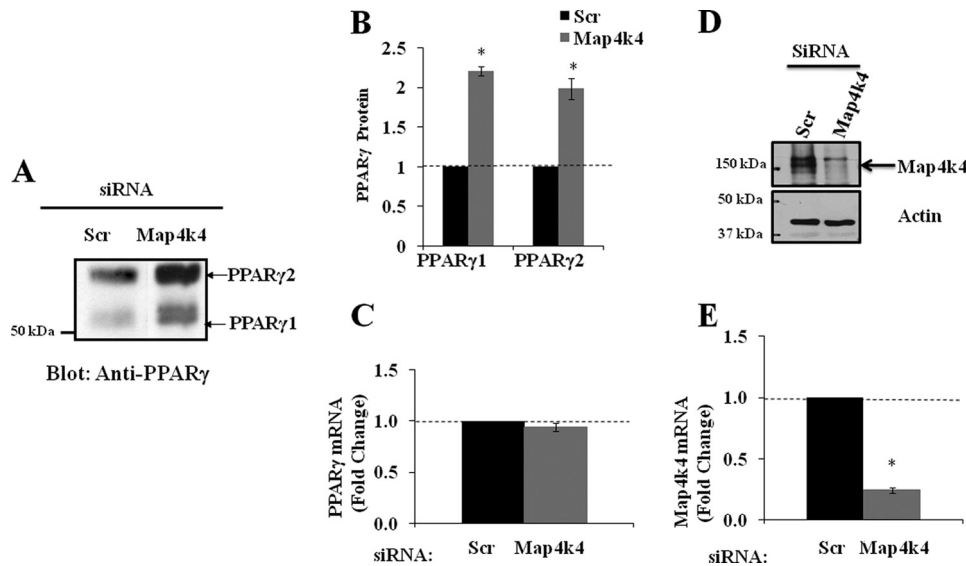 A
siRNA
Scr Map4k4
PPARγ2
PPARγ1
50 kDa
Blot: Anti-PPARγ
B
Scr
Map4k4
PPARγ Protein
2.5
2
1.5
1
0.5
0
* *
PPARγ1 PPARγ2
C
PPARγ mRNA
(Fold Change)
1.5
1.0
0.5
0.0
siRNA: Scr Map4k4
D
SiRNA
Scr Map4k4
150 kDa
Map4k4
50 kDa
Actin
37 kDa
E
Map4k4 mRNA
(Fold Change)
1.5
1.0
0.5
0.0
*
Scr Map4k4
siRNA: